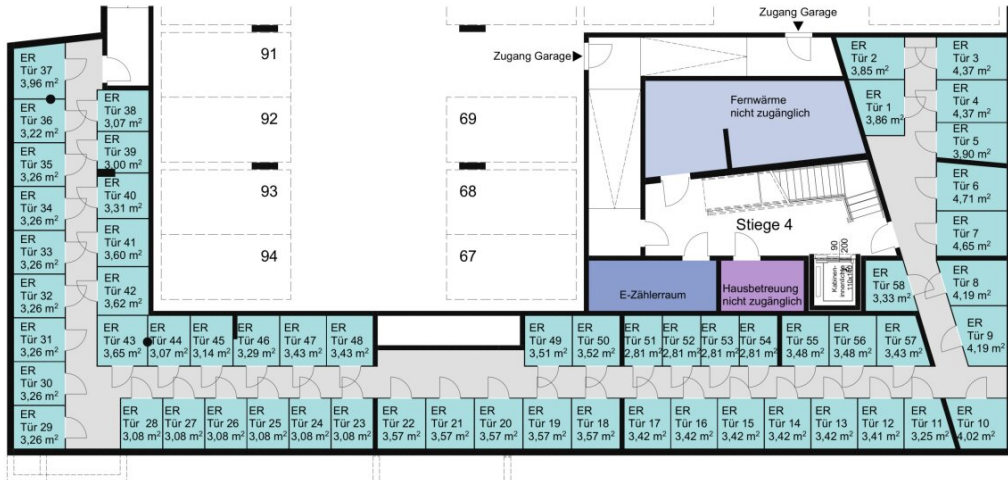 Zugang Garage
Zugang Garage
91
92
93
94
69
68
67
Fernwärme
nicht zugänglich
Stiege 4
E-Zählerraum
Hausbetreuung
nicht zugänglich
Kabinen-
innenlichte
110x180
90
200
ER
Tür 37
3,96 m²
ER
Tür 36
3,22 m²
ER
Tür 35
3,26 m²
ER
Tür 34
3,26 m²
ER
Tür 33
3,26 m²
ER
Tür 32
3,26 m²
ER
Tür 31
3,26 m²
ER
Tür 30
3,26 m²
ER
Tür 29
3,26 m²
ER
Tür 38
3,07 m²
ER
Tür 39
3,00 m²
ER
Tür 40
3,31 m²
ER
Tür 41
3,60 m²
ER
Tür 42
3,62 m²
ER
Tür 43
3,65 m²
ER
Tür 44
3,07 m²
ER
Tür 45
3,14 m²
ER
Tür 46
3,29 m²
ER
Tür 47
3,43 m²
ER
Tür 48
3,43 m²
ER
Tür 49
3,51 m²
ER
Tür 50
3,52 m²
ER
Tür 51
2,81 m²
ER
Tür 52
2,81 m²
ER
Tür 53
2,81 m²
ER
Tür 54
2,81 m²
ER
Tür 55
3,48 m²
ER
Tür 56
3,48 m²
ER
Tür 57
3,43 m²
ER
Tür 58
3,33 m²
ER
Tür 2
3,85 m²
ER
Tür 1
3,86 m²
ER
Tür 3
4,37 m²
ER
Tür 4
4,37 m²
ER
Tür 5
3,90 m²
ER
Tür 6
4,71 m²
ER
Tür 7
4,65 m²
ER
Tür 8
4,19 m²
ER
Tür 9
4,19 m²
ER
Tür 28
3,08 m²
ER
Tür 27
3,08 m²
ER
Tür 26
3,08 m²
ER
Tür 25
3,08 m²
ER
Tür 24
3,08 m²
ER
Tür 23
3,08 m²
ER
Tür 22
3,57 m²
ER
Tür 21
3,57 m²
ER
Tür 20
3,57 m²
ER
Tür 19
3,57 m²
ER
Tür 18
3,57 m²
ER
Tür 17
3,42 m²
ER
Tür 16
3,42 m²
ER
Tür 15
3,42 m²
ER
Tür 14
3,42 m²
ER
Tür 13
3,42 m²
ER
Tür 12
3,41 m²
ER
Tür 11
3,25 m²
ER
Tür 10
4,02 m²